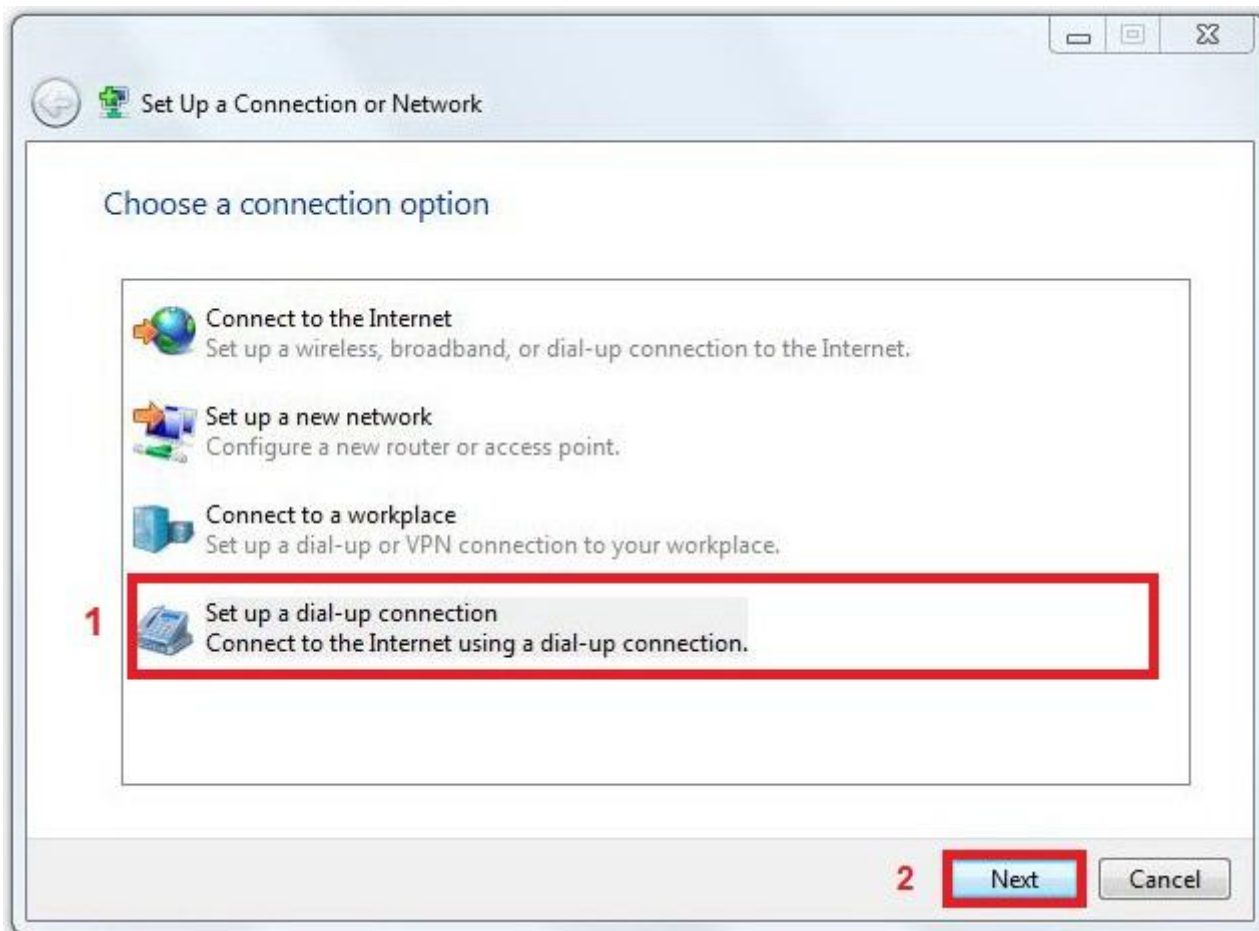 Set Up a Connection or Network
Choose a connection option
Connect to the Internet
Set up a wireless, broadband, or dial-up connection to the Internet.
Set up a new network
Configure a new router or access point.
Connect to a workplace
Set up a dial-up or VPN connection to your workplace.
1
Set up a dial-up connection
Connect to the Internet using a dial-up connection.
2 Next Cancel